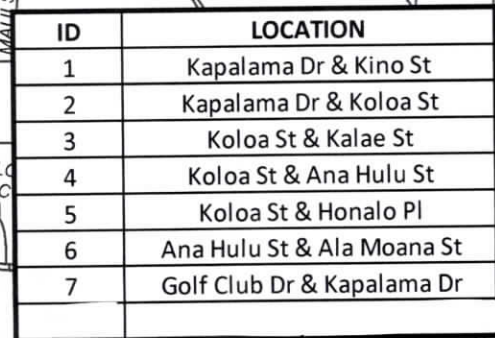 ID LOCATION
1 Kapalama Dr & Kino St
2 Kapalama Dr & Koloa St
3 Koloa St & Kalae St
4 Koloa St & Ana Hulu St
5 Koloa St & Honalo Pl
6 Ana Hulu St & Ala Moana St
7 Golf Club Dr & Kapalama Dr